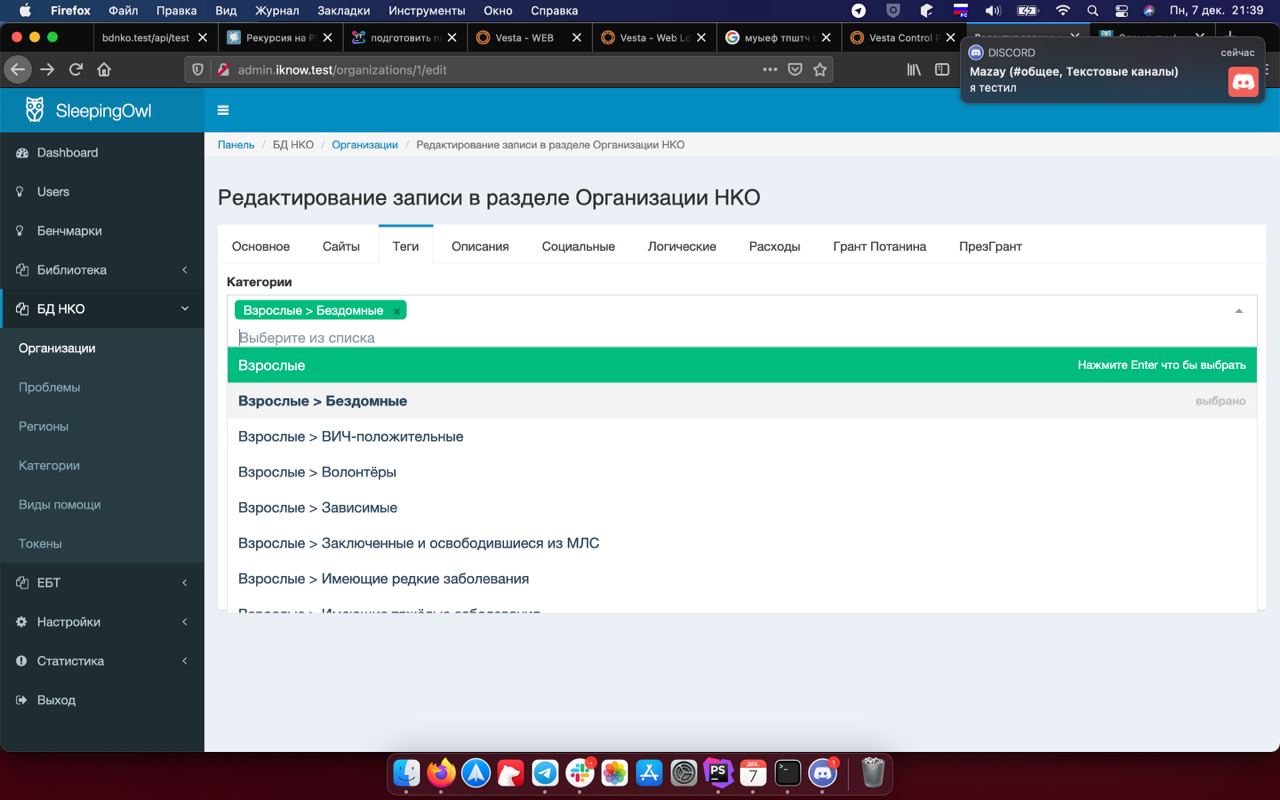 Firefox Файл Правка Вид Журнал Закладки Инструменты Окно Справка Пн, 7 дек. 21:39
bdnko.test/api/test Рекурсия на P подготовить п Vesta - WEB Vesta - Web Lo муыеф тпштч Vesta Control P
DISCORD сейчас
Mazay (#общее, Текстовые каналы)
я тестил
admin.iknow.test/organizations/1/edit
SleepingOwl
Панель / БД НКО / Организации / Редактирование записи в разделе Организации НКО
Dashboard
Users
Бенчмарки
Библиотека
БД НКО
Организации
Проблемы
Регионы
Категории
Виды помощи
Токены
ЕБТ
Настройки
Статистика
Выход
Редактирование записи в разделе Организации НКО
Основное Сайты Теги Описания Социальные Логические Расходы Грант Потанина ПрезГрант
Категории
Взрослые > Бездомные ×
Выберите из списка
Взрослые Нажмите Enter что бы выбрать
Взрослые > Бездомные выбрано
Взрослые > ВИЧ-положительные
Взрослые > Волонтёры
Взрослые > Зависимые
Взрослые > Заключенные и освободившиеся из МЛС
Взрослые > Имеющие редкие заболевания
Взрослые > Имеющие тяжёлые заболевания
PS
ДЕК.
7
1